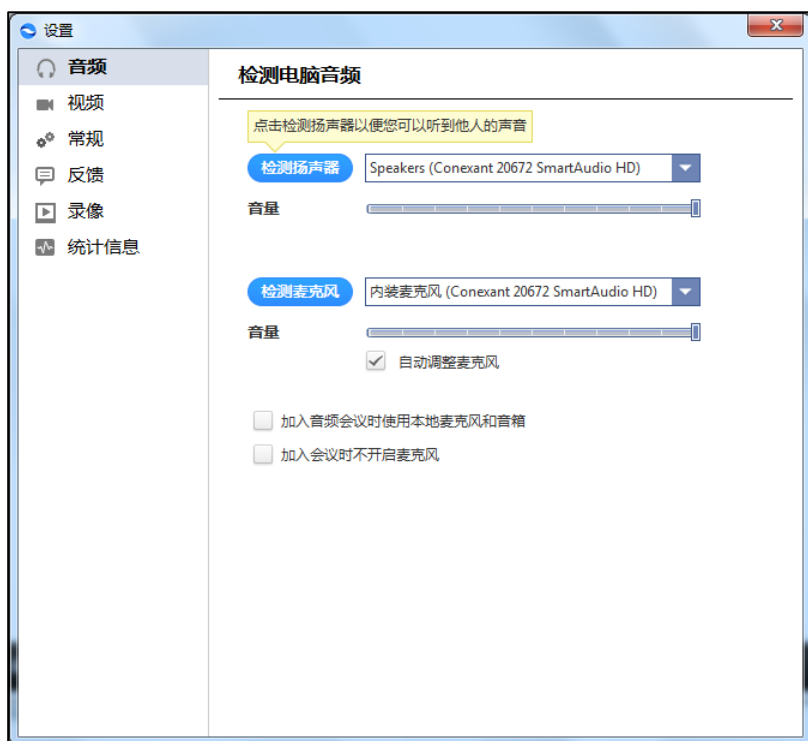 设置
音频
视频
常规
反馈
录像
统计信息
检测电脑音频
点击检测扬声器以便您可以听到他人的声音
检测扬声器 Speakers (Conexant 20672 SmartAudio HD)
音量
检测麦克风 内装麦克风 (Conexant 20672 SmartAudio HD)
音量
自动调整麦克风
加入音频会议时使用本地麦克风和音箱
加入会议时不开启麦克风